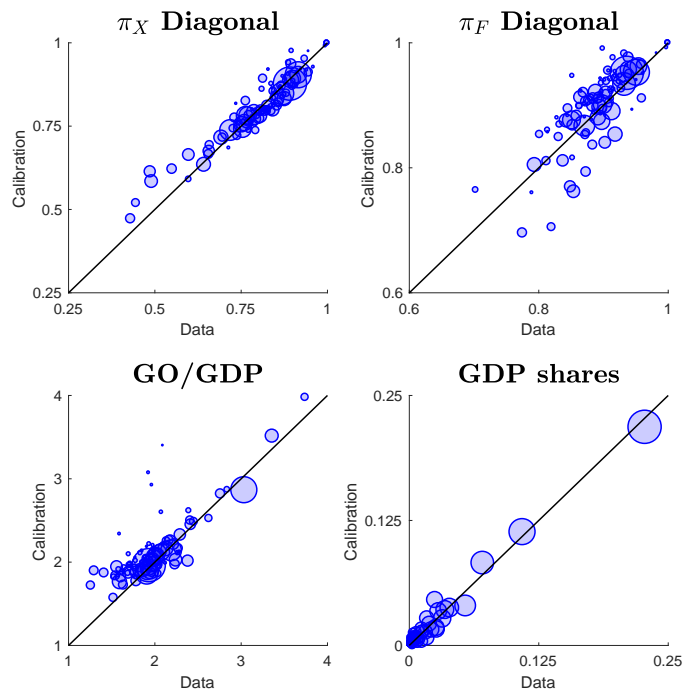 π_X Diagonal
1
0.75
0.5
0.25
Calibration
0.25 0.5 0.75 1
Data
π_F Diagonal
1
0.8
0.6
Calibration
0.6 0.8 1
Data
GO/GDP
4
3
2
1
Calibration
1 2 3 4
Data
GDP shares
0.25
0.125
0
Calibration
0 0.125 0.25
Data